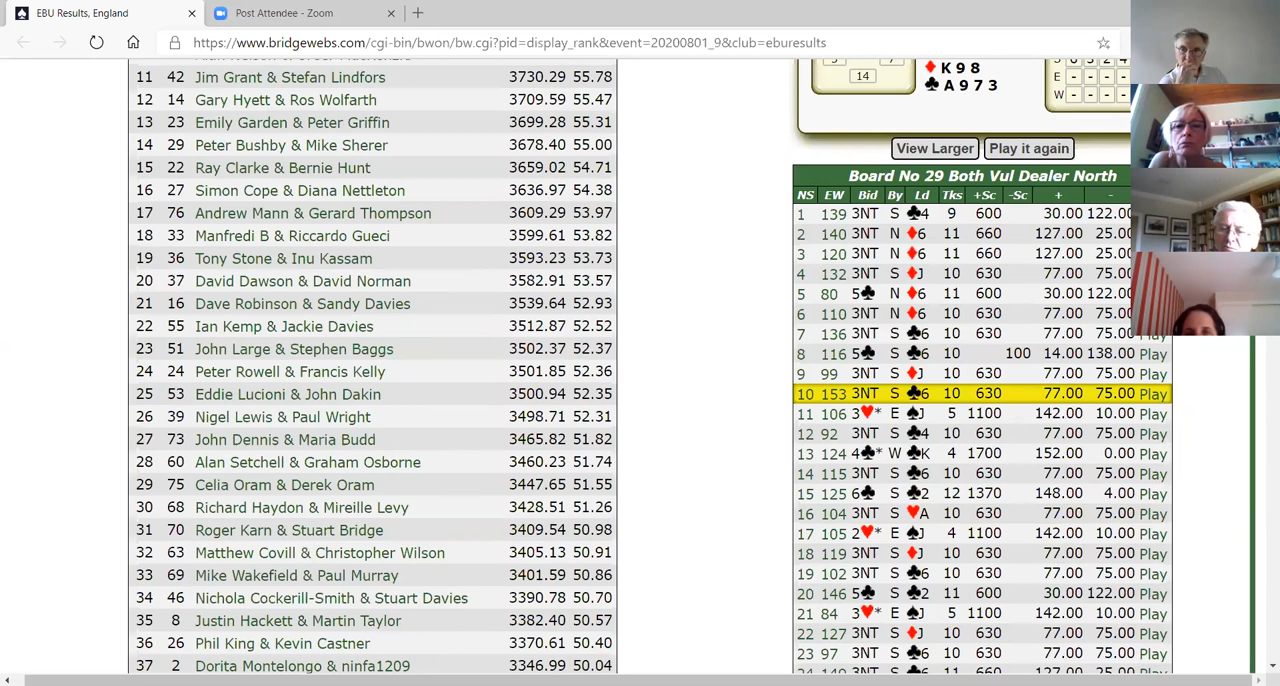 EBU Results, England
Post Attendee - Zoom
https://www.bridgewebs.com/cgi-bin/bwon/bw.cgi?pid=display_rank&event=20200801_9&club=eburesults
11 42 Jim Grant & Stefan Lindfors 3730.29 55.78
12 14 Gary Hyett & Ros Wolfarth 3709.59 55.47
13 23 Emily Garden & Peter Griffin 3699.28 55.31
14 29 Peter Bushby & Mike Sherer 3678.40 55.00
15 22 Ray Clarke & Bernie Hunt 3659.02 54.71
16 27 Simon Cope & Diana Nettleton 3636.97 54.38
17 76 Andrew Mann & Gerard Thompson 3609.29 53.97
18 33 Manfredi B & Riccardo Gueci 3599.61 53.82
19 36 Tony Stone & Inu Kassam 3593.23 53.73
20 37 David Dawson & David Norman 3582.91 53.57
21 16 Dave Robinson & Sandy Davies 3539.64 52.93
22 55 Ian Kemp & Jackie Davies 3512.87 52.52
23 51 John Large & Stephen Baggs 3502.37 52.37
24 24 Peter Rowell & Francis Kelly 3501.85 52.36
25 53 Eddie Lucioni & John Dakin 3500.94 52.35
26 39 Nigel Lewis & Paul Wright 3498.71 52.31
27 73 John Dennis & Maria Budd 3465.82 51.82
28 60 Alan Setchell & Graham Osborne 3460.23 51.74
29 75 Celia Oram & Derek Oram 3447.65 51.55
30 68 Richard Haydon & Mireille Levy 3428.51 51.26
31 70 Roger Karn & Stuart Bridge 3409.54 50.98
32 63 Matthew Covill & Christopher Wilson 3405.13 50.91
33 69 Mike Wakefield & Paul Murray 3401.59 50.86
34 46 Nichola Cockerill-Smith & Stuart Davies 3390.78 50.70
35 8 Justin Hackett & Martin Taylor 3382.40 50.57
36 26 Phil King & Kevin Castner 3370.61 50.40
37 2 Dorita Montelongo & ninfa1209 3346.99 50.04
14
♦ K 9 8
♣ A 9 7 3
E - - - -
W - - - -
View Larger Play it again
Board No 29 Both Vul Dealer North
NS EW Bid By Ld Tks +Sc -Sc + -
1 139 3NT S ♣4 9 600 30.00 122.00
2 140 3NT N ♦6 11 660 127.00 25.00
3 120 3NT N ♦6 11 660 127.00 25.00
4 132 3NT S ♦J 10 630 77.00 75.00
5 80 5♣ N ♦6 11 600 30.00 122.00
6 110 3NT N ♦6 10 630 77.00 75.00
7 136 3NT S ♣6 10 630 77.00 75.00 Play
8 116 5♣ S ♣6 10 100 14.00 138.00 Play
9 99 3NT S ♦J 10 630 77.00 75.00 Play
10 153 3NT S ♣6 10 630 77.00 75.00 Play
11 106 3♥* E ♠J 5 1100 142.00 10.00 Play
12 92 3NT S ♣4 10 630 77.00 75.00 Play
13 124 4♣* W ♣K 4 1700 152.00 0.00 Play
14 115 3NT S ♣6 10 630 77.00 75.00 Play
15 125 6♣ S ♣2 12 1370 148.00 4.00 Play
16 104 3NT S ♥A 10 630 77.00 75.00 Play
17 105 2♥* E ♠J 4 1100 142.00 10.00 Play
18 119 3NT S ♦J 10 630 77.00 75.00 Play
19 102 3NT S ♣6 10 630 77.00 75.00 Play
20 146 5♣ S ♣2 11 600 30.00 122.00 Play
21 84 3♥* E ♠J 5 1100 142.00 10.00 Play
22 127 3NT S ♦J 10 630 77.00 75.00 Play
23 97 3NT S ♣6 10 630 77.00 75.00 Play
24 140 3NT S ♣6 11 660 127.00 25.00 Play